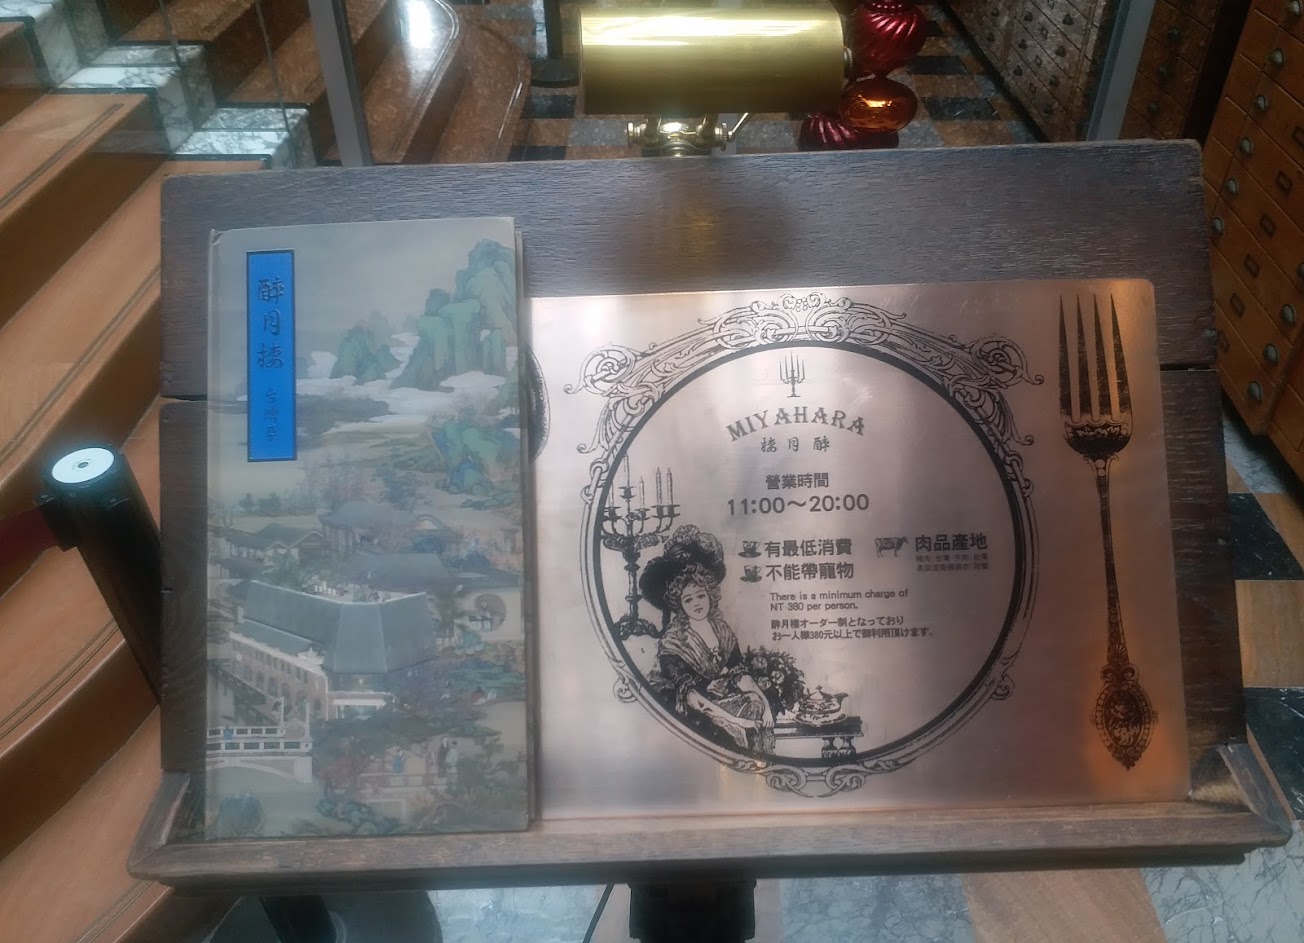 醉月樓
台灣菜
MIYAHARA
樓月醉
營業時間
11:00～20:00
有最低消費
不能帶寵物
肉品產地
There is a minimum charge of
NT 380 per person.
醉月樓オーダー制となっており
お一人樣380元以上で御利用頂けます。